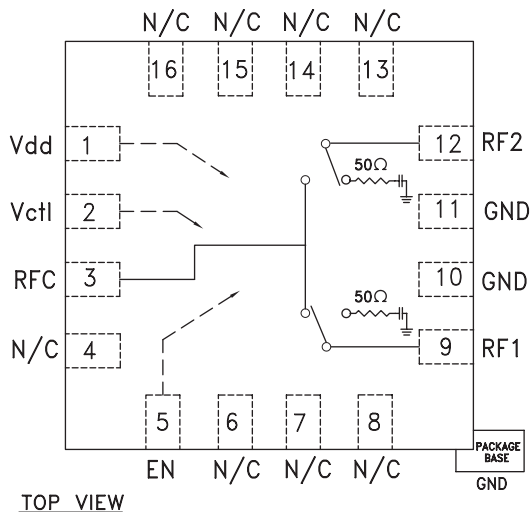 N/C N/C N/C N/C
16 15 14 13
Vdd 1
12 RF2
50Ω
Vctl 2
11 GND
RFC 3
10 GND
50Ω
N/C 4
9 RF1
5 6 7 8
EN N/C N/C N/C
PACKAGE
BASE
GND
TOP VIEW